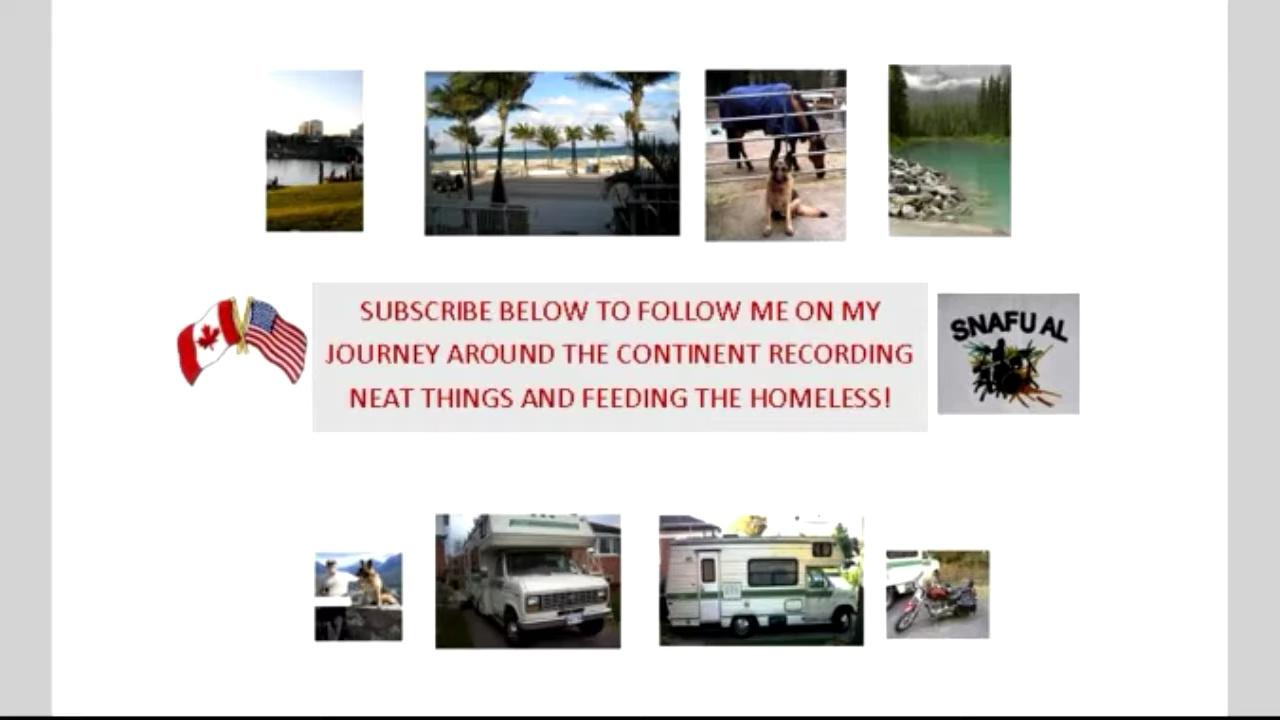 SUBSCRIBE BELOW TO FOLLOW ME ON MY
JOURNEY AROUND THE CONTINENT RECORDING
NEAT THINGS AND FEEDING THE HOMELESS!
SNAFU AL